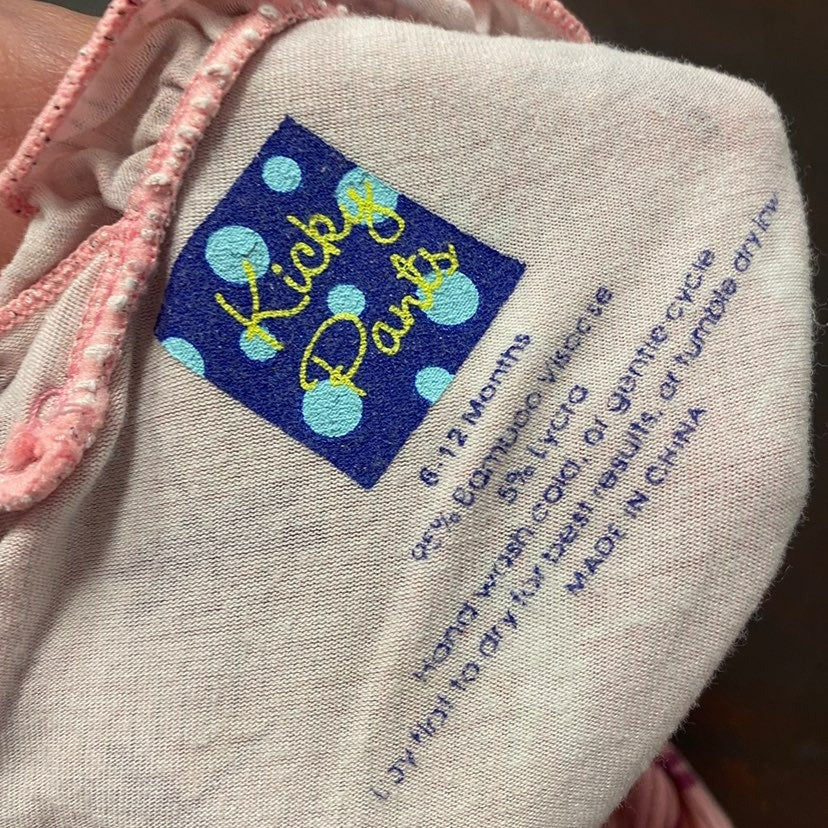 Kicky
Pants
6-12 Months
95% Bamboo Viscose
5% Lycra
Hand wash cold, or gentle cycle
Lay flat to dry for best results, or tumble dry low
MADE IN CHINA